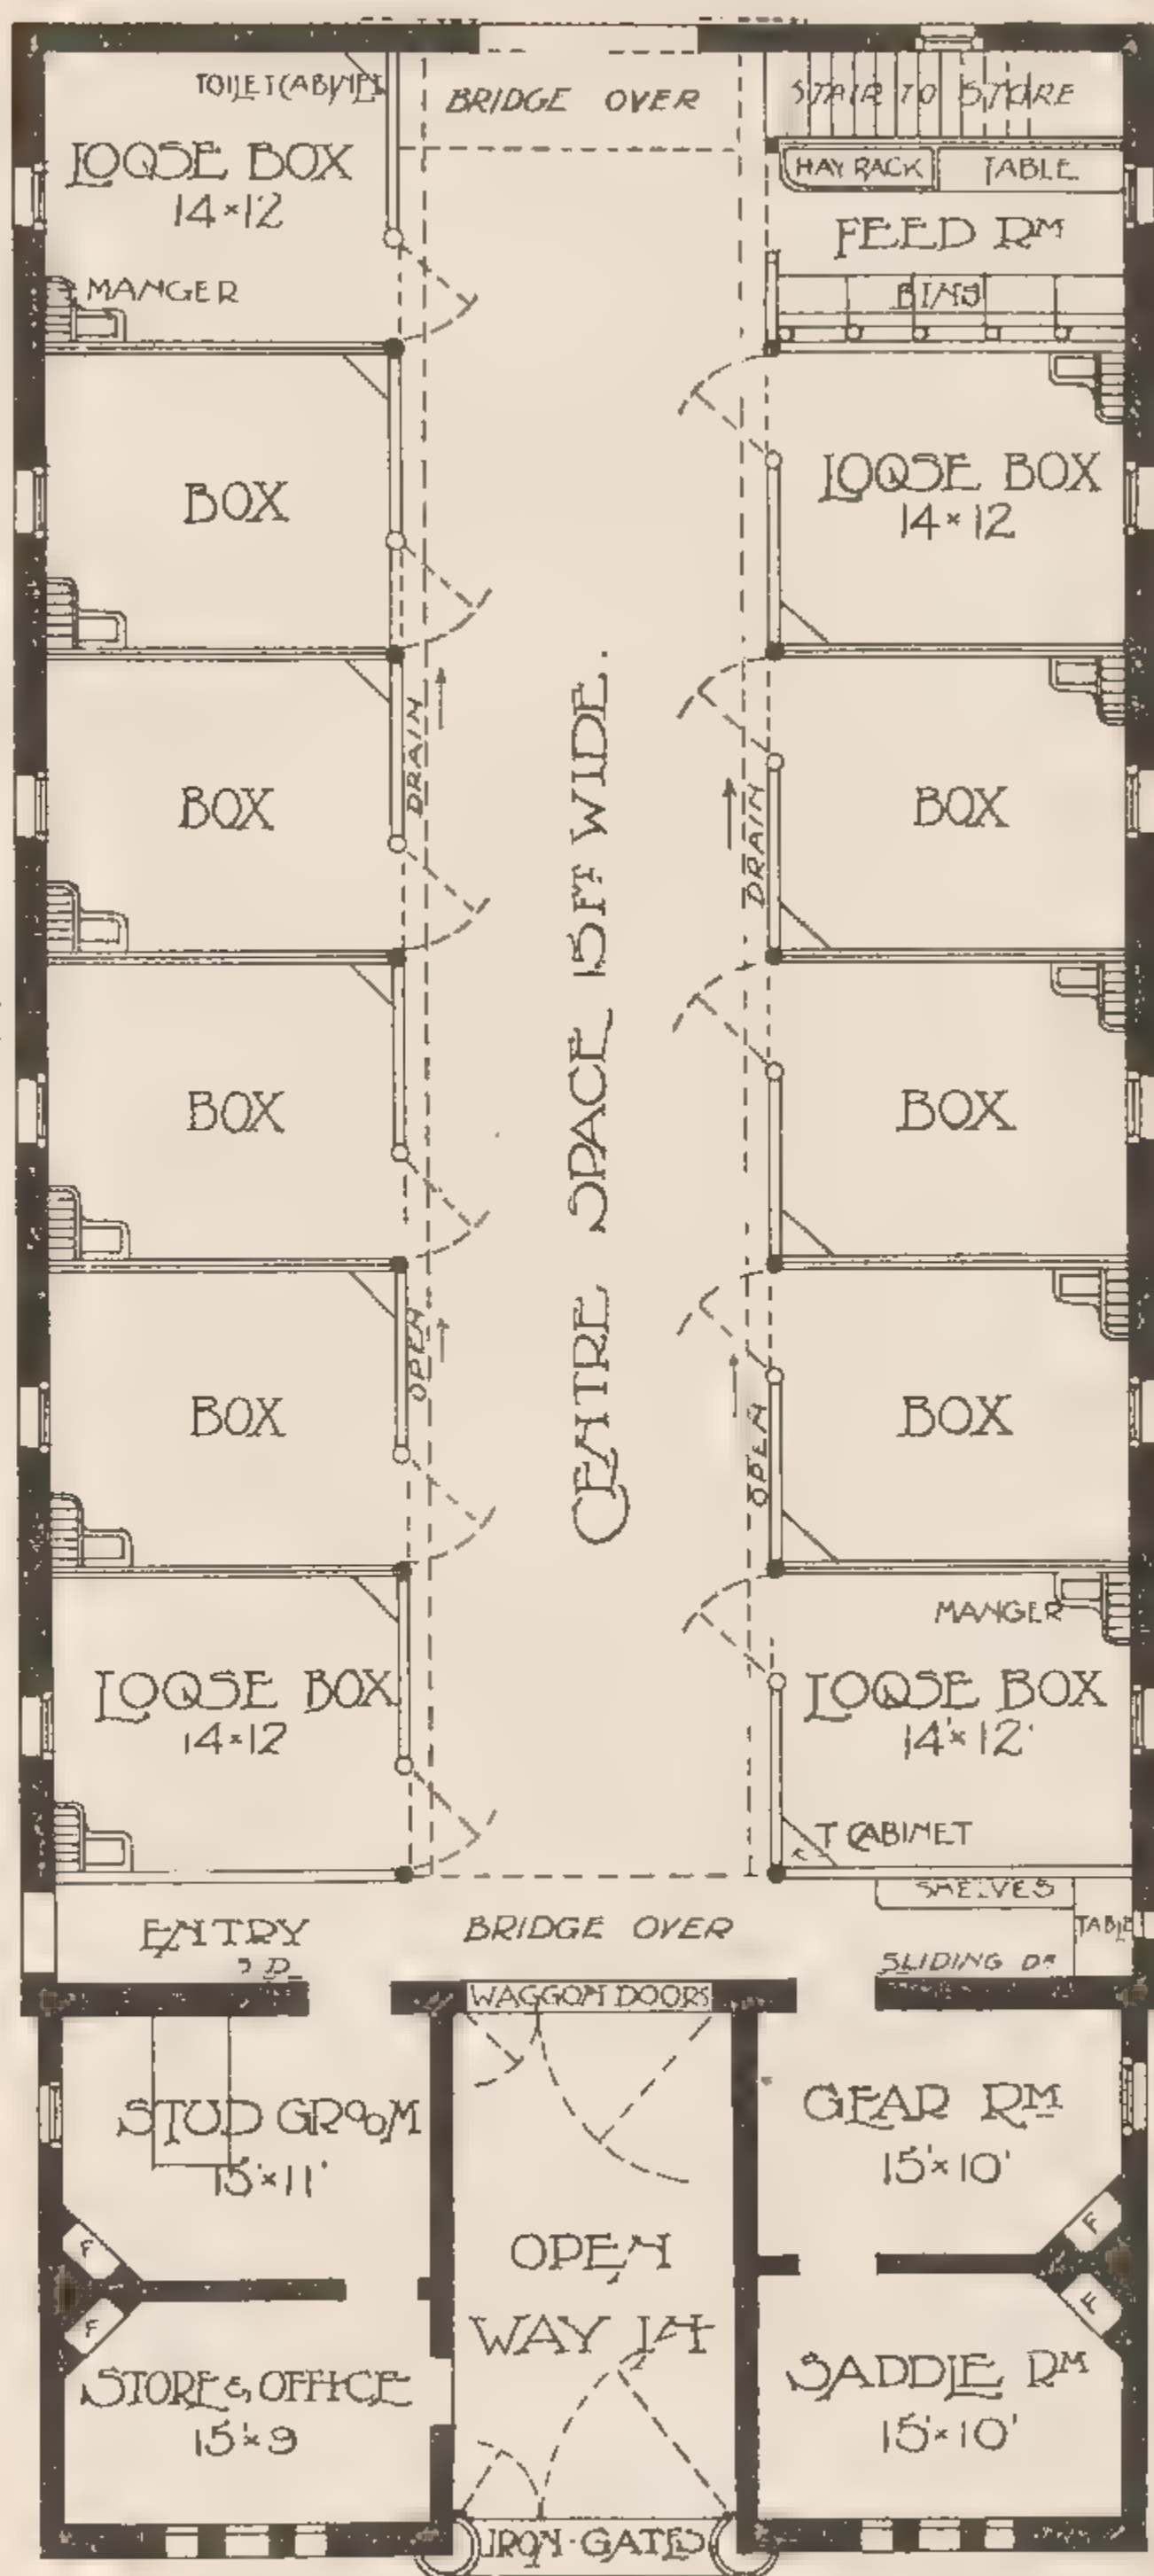 TOILET CABINET
BRIDGE OVER
STAIR TO STORE
LOOSE BOX
14×12
HAY RACK
TABLE
FEED RM
MANGER
BINS
BOX
LOOSE BOX
14×12
BOX
DRAIN
CENTRE SPACE 15FT WIDE.
DRAIN
BOX
BOX
BOX
BOX
OPEN
OPEN
BOX
MANGER
LOOSE BOX
14×12
LOOSE BOX
14'×12'
T CABINET
SHELVES
ENTRY
BRIDGE OVER
TABLE
SLIDING DR
WAGGON DOORS
STUD GROOM
15'×11'
GEAR RM
15'×10'
F
F
OPEN
WAY 14
F
F
STORE & OFFICE
15'×9
SADDLE RM
15'×10'
IRON·GATES